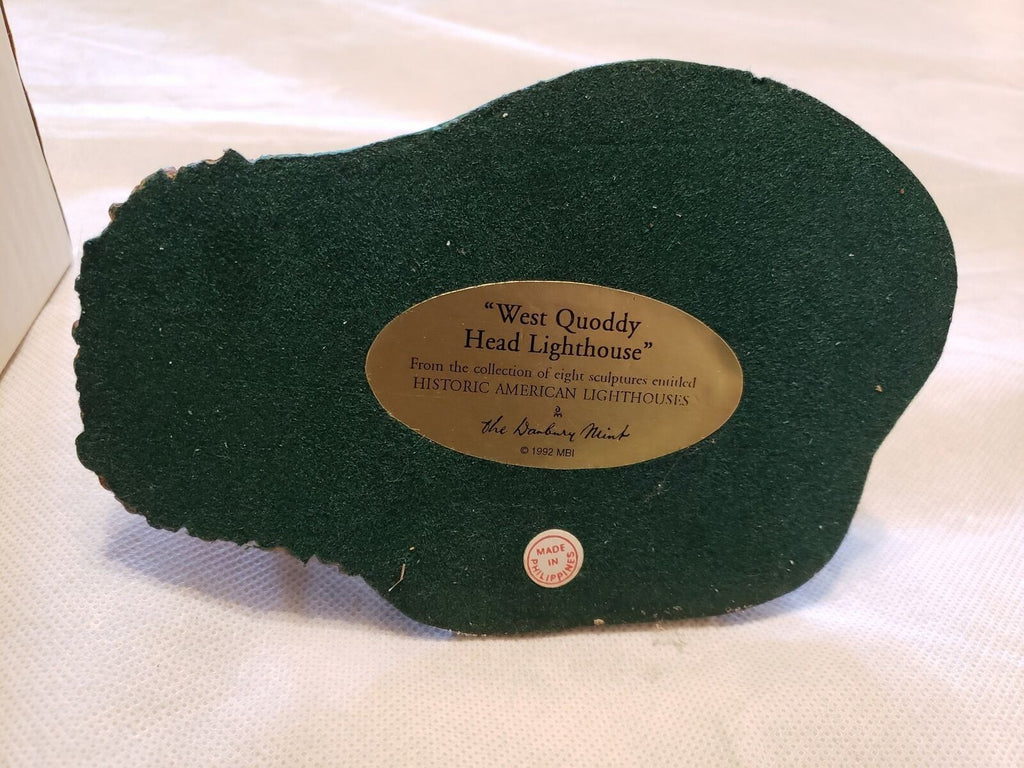 “West Quoddy
Head Lighthouse”
From the collection of eight sculptures entitled
HISTORIC AMERICAN LIGHTHOUSES
DM
The Danbury Mint
© 1992 MBI
MADE
IN
PHILIPPINES